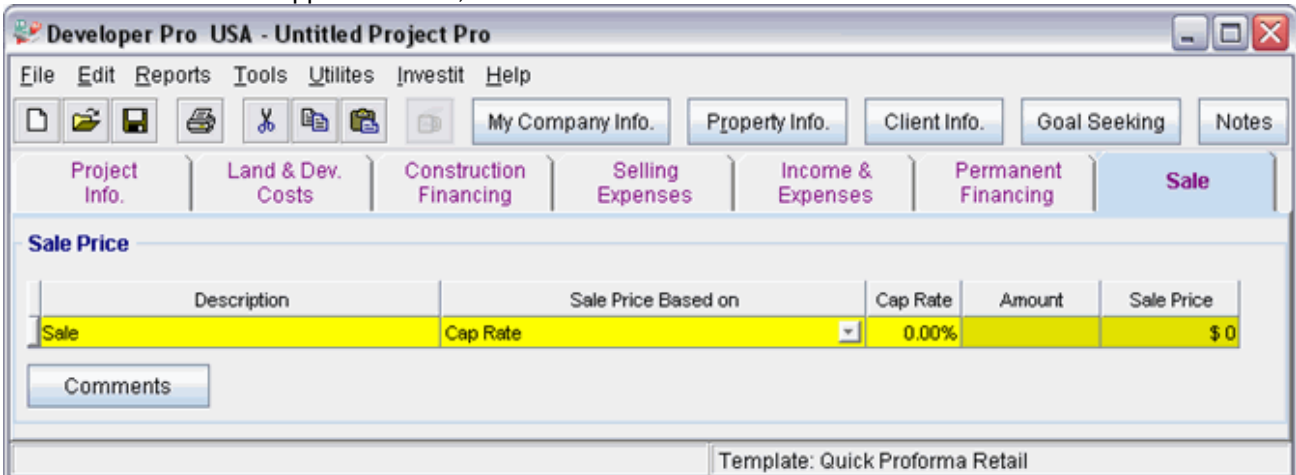 Developer Pro USA - Untitled Project Pro
File Edit Reports Tools Utilites Investit Help
My Company Info. Property Info. Client Info. Goal Seeking Notes
Project Info.
Land & Dev. Costs
Construction Financing
Selling Expenses
Income & Expenses
Permanent Financing
Sale
Sale Price
Description Sale Price Based on Cap Rate Amount Sale Price
Sale Cap Rate 0.00% $ 0
Comments
Template: Quick Proforma Retail